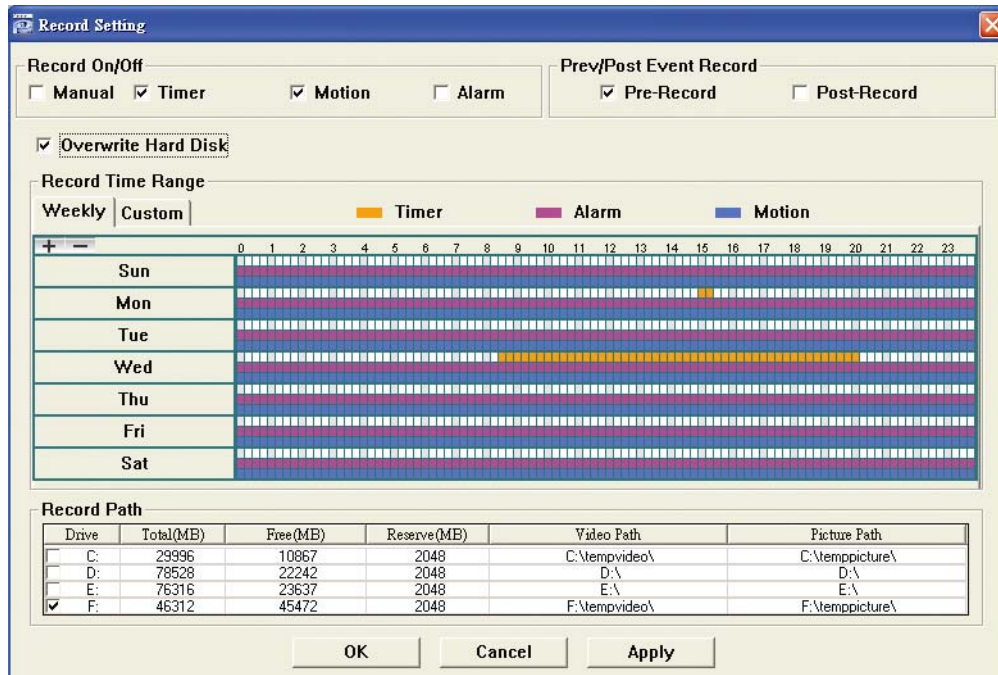 Record Setting
Record On/Off
Prev/Post Event Record
Manual Timer Motion Alarm
Pre-Record Post-Record
Overwrite Hard Disk
Record Time Range
Weekly Custom
Timer Alarm Motion
+ − 0 1 2 3 4 5 6 7 8 9 10 11 12 13 14 15 16 17 18 19 20 21 22 23
Sun
Mon
Tue
Wed
Thu
Fri
Sat
Record Path
Drive Total(MB) Free(MB) Reserve(MB) Video Path Picture Path
C: 29996 10867 2048 C:\tempvideo\ C:\temppicture\
D: 78528 22242 2048 D:\ D:\
E: 76316 23637 2048 E:\ E:\
F: 46312 45472 2048 F:\tempvideo\ F:\temppicture\
OK Cancel Apply